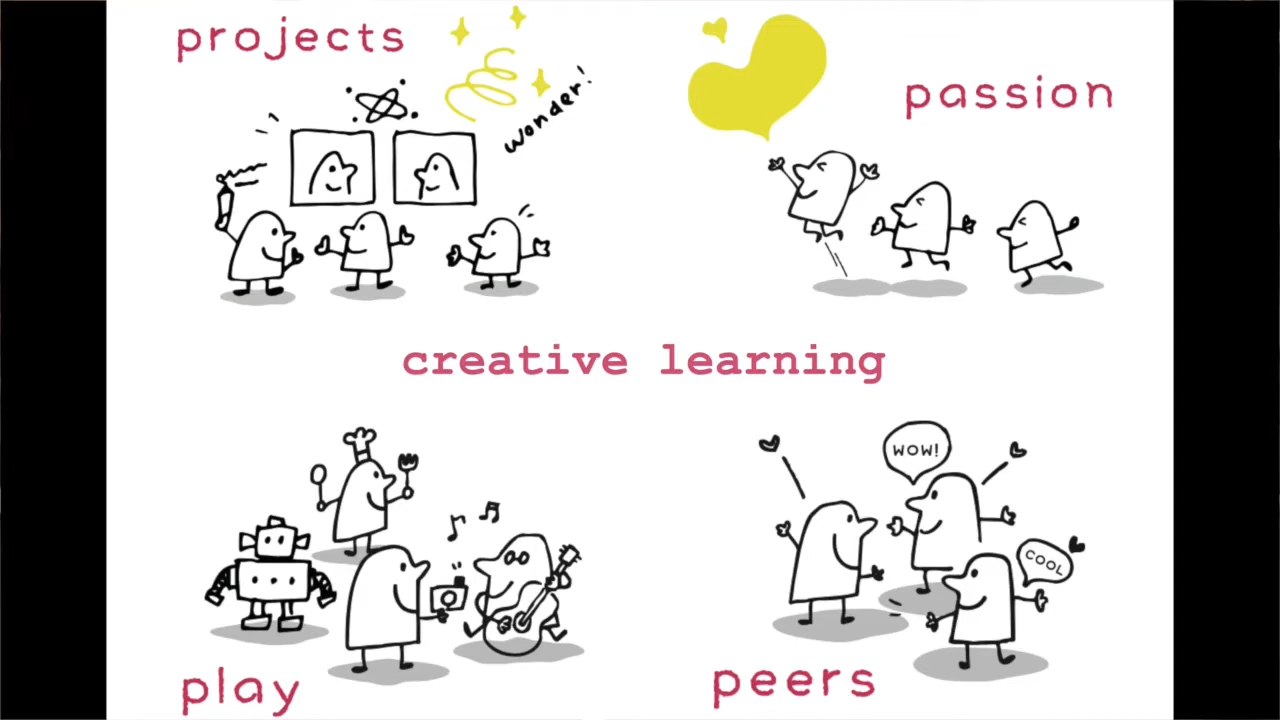 projects
wonder!
passion
creative learning
WOW!
COOL
play
peers